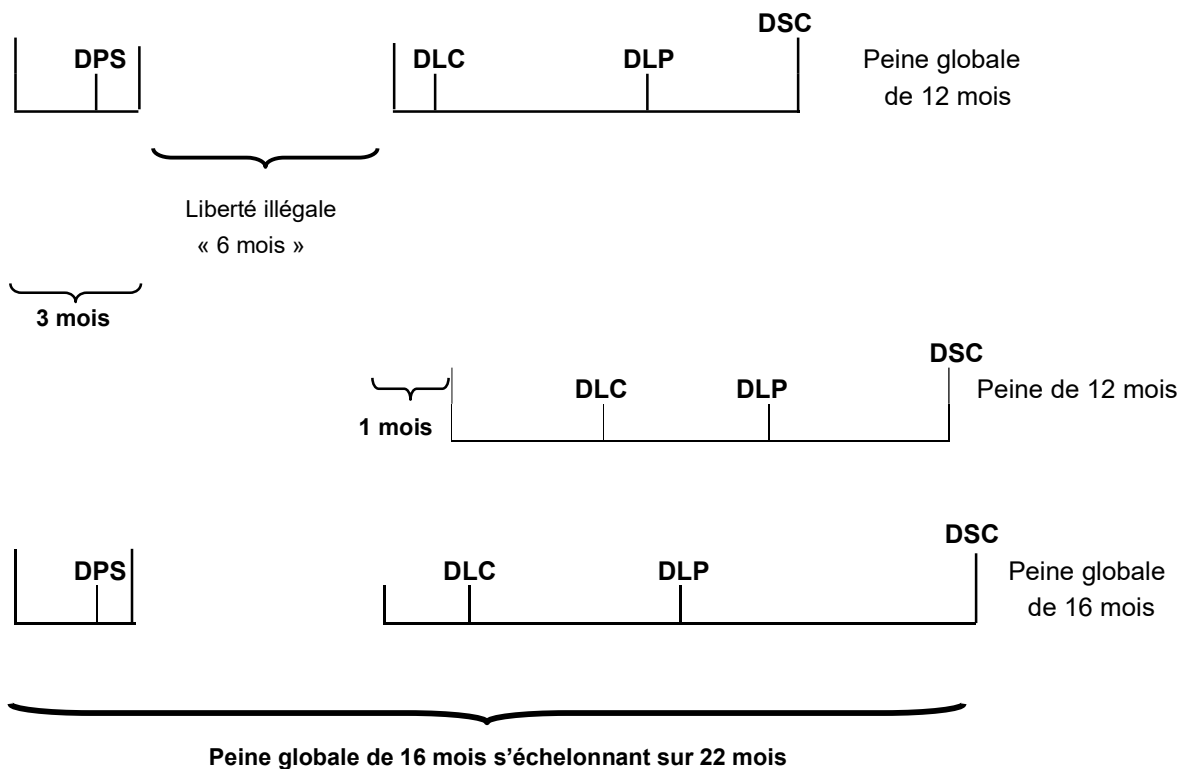 DSC
DPS
DLC
DLP
Peine globale
de 12 mois
Liberté illégale
« 6 mois »
3 mois
DSC
DLC
DLP
Peine de 12 mois
1 mois
DSC
DPS
DLC
DLP
Peine globale
de 16 mois
Peine globale de 16 mois s’échelonnant sur 22 mois